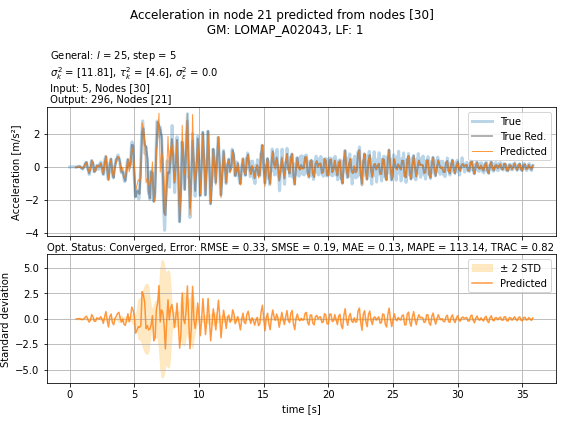 Acceleration in node 21 predicted from nodes [30]
GM: LOMAP_A02043, LF: 1
General: l = 25, step = 5
σ²ₖ = [11.81], τ²ₖ = [4.6], σ²ε = 0.0
Input: 5, Nodes [30]
Output: 296, Nodes [21]
Acceleration [m/s²]
2
0
−2
−4
True
True Red.
Predicted
Opt. Status: Converged, Error: RMSE = 0.33, SMSE = 0.19, MAE = 0.13, MAPE = 113.14, TRAC = 0.82
Standard deviation
5.0
2.5
0.0
−2.5
−5.0
± 2 STD
Predicted
0 5 10 15 20 25 30 35
time [s]